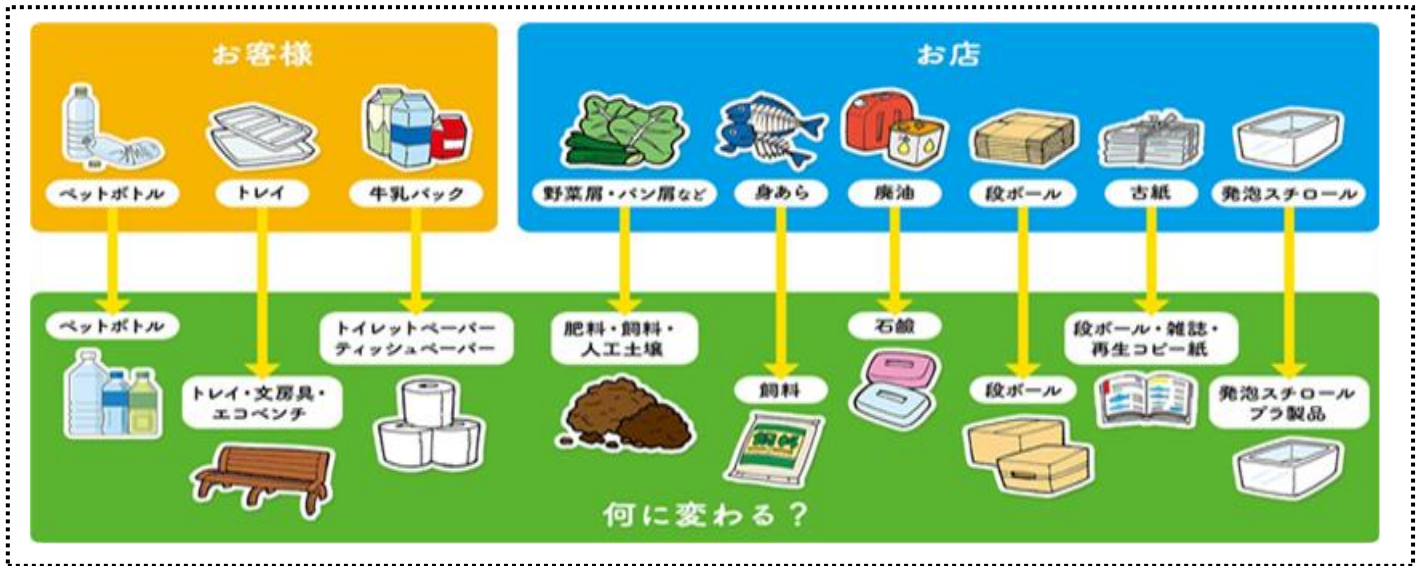 お客様
ペットボトル
トレイ
牛乳パック
お店
野菜屑・パン屑など
身あら
廃油
段ボール
古紙
発泡スチロール
ペットボトル
トレイ・文房具・
エコベンチ
トイレットペーパー
ティッシュペーパー
肥料・飼料・
人工土壌
飼料
飼料
石鹸
段ボール
段ボール・雑誌・
再生コピー紙
発泡スチロール
プラ製品
何に変わる？